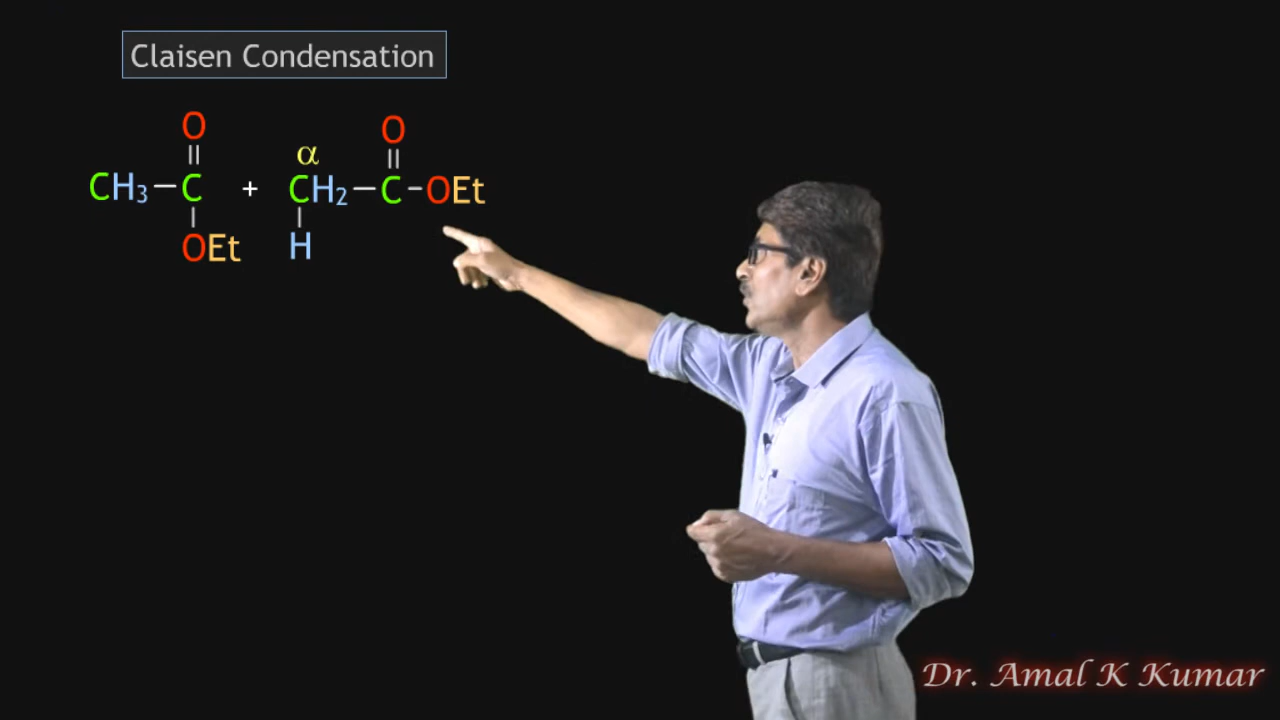 Claisen Condensation
O O
|| α ||
CH₃—C + CH₂—C–OEt
| |
OEt H
Dr. Amal K Kumar